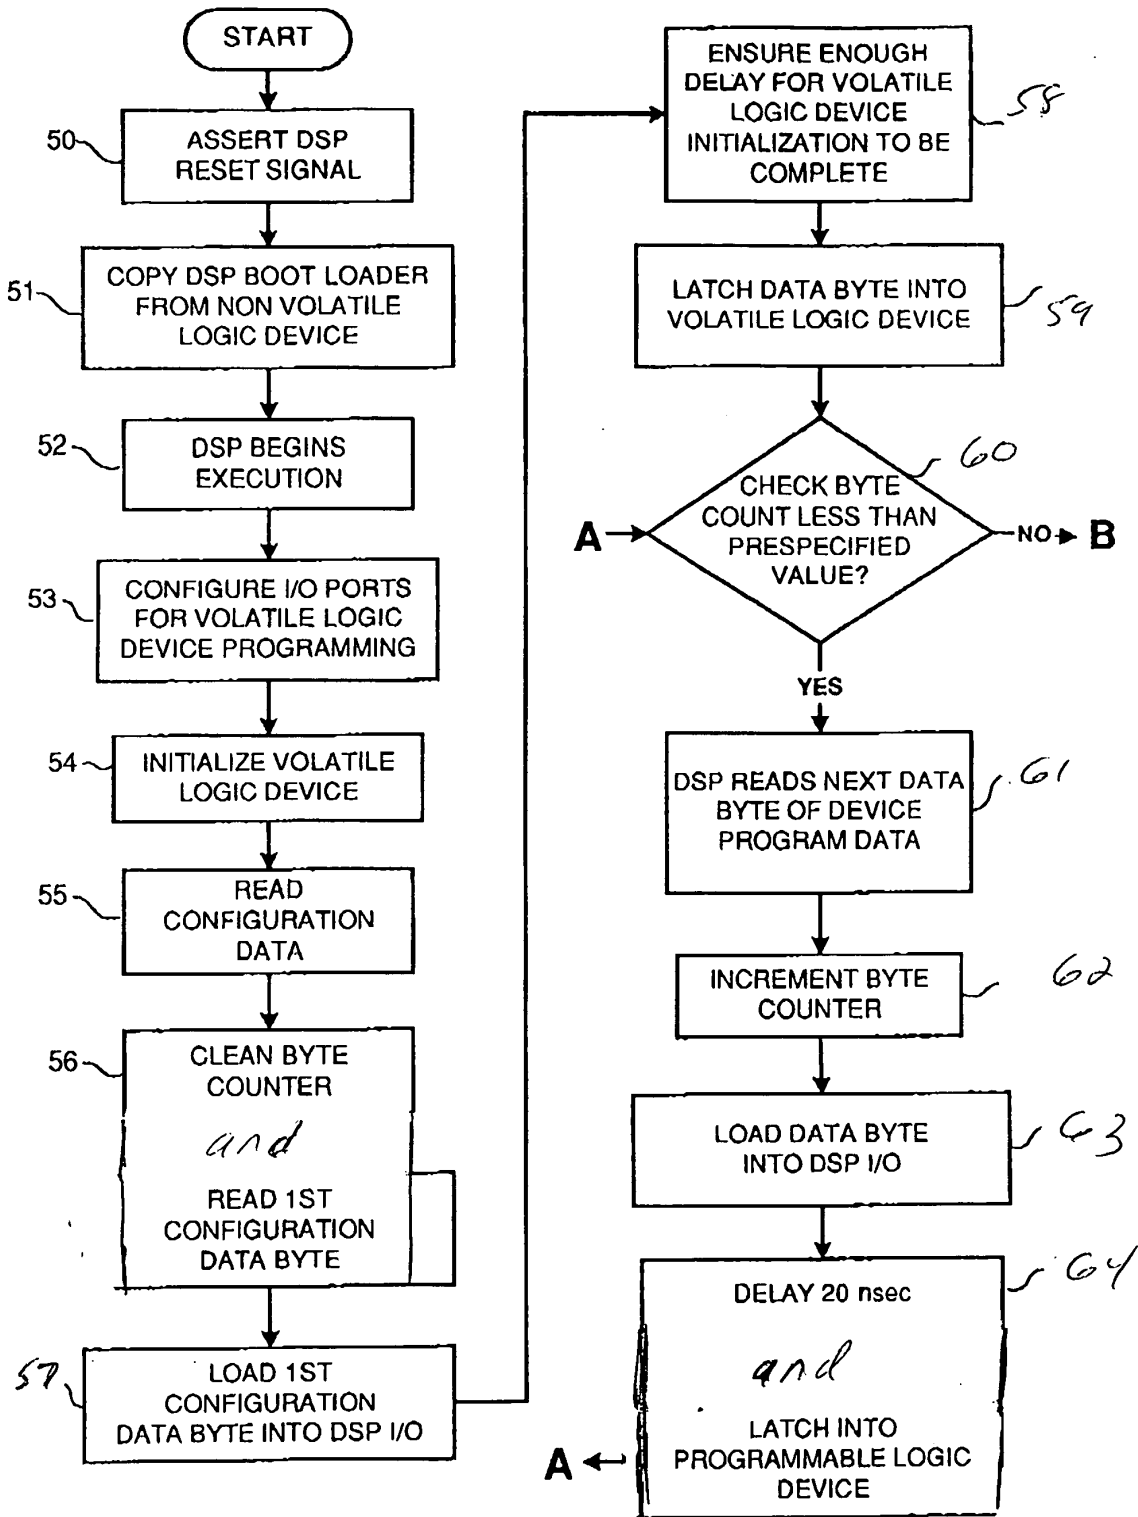 START
50
ASSERT DSP
RESET SIGNAL
51
COPY DSP BOOT LOADER
FROM NON VOLATILE
LOGIC DEVICE
52
DSP BEGINS
EXECUTION
53
CONFIGURE I/O PORTS
FOR VOLATILE LOGIC
DEVICE PROGRAMMING
54
INITIALIZE VOLATILE
LOGIC DEVICE
55
READ
CONFIGURATION
DATA
56
CLEAN BYTE
COUNTER
and
READ 1ST
CONFIGURATION
DATA BYTE
57
LOAD 1ST
CONFIGURATION
DATA BYTE INTO DSP I/O
ENSURE ENOUGH
DELAY FOR VOLATILE
LOGIC DEVICE
INITIALIZATION TO BE
COMPLETE
58
LATCH DATA BYTE INTO
VOLATILE LOGIC DEVICE
59
60
CHECK BYTE
COUNT LESS THAN
PRESPECIFIED
VALUE?
A
NO
B
YES
DSP READS NEXT DATA
BYTE OF DEVICE
PROGRAM DATA
61
INCREMENT BYTE
COUNTER
62
LOAD DATA BYTE
INTO DSP I/O
63
DELAY 20 nsec
and
LATCH INTO
PROGRAMMABLE LOGIC
DEVICE
64
A